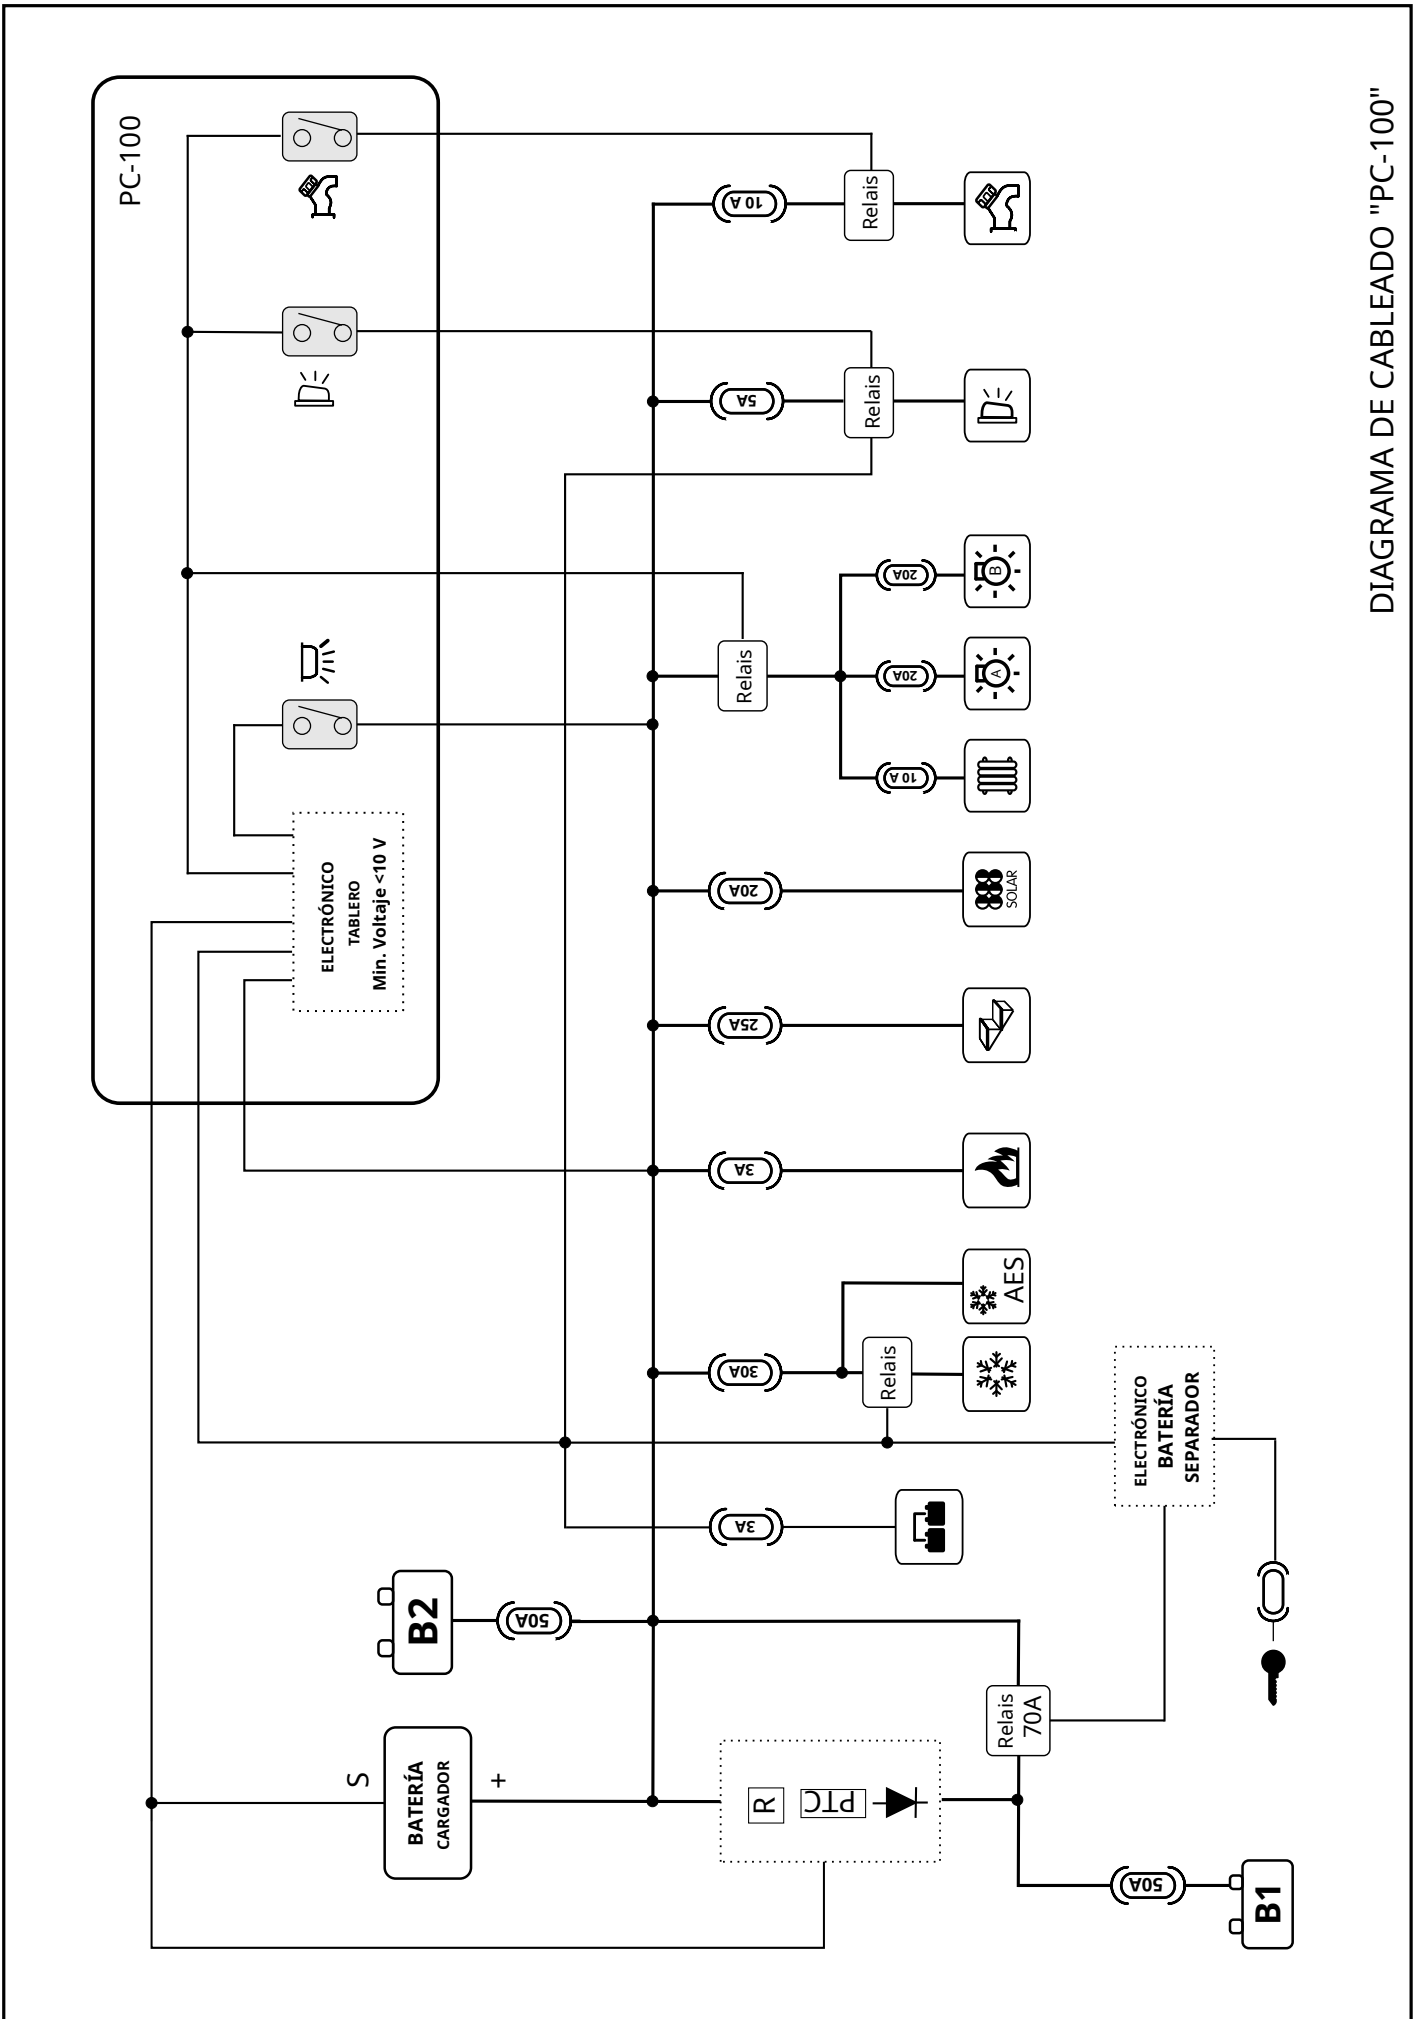 PC-100
DIAGRAMA DE CABLEADO "PC-100"
10 A
Relais
5A
Relais
20A
B
Relais
20A
A
10 A
ELECTRÓNICO
TABLERO
Min. Voltaje <10 V
20A
SOLAR
25A
3A
AES
30A
Relais
ELECTRÓNICO
BATERÍA
SEPARADOR
3A
B2
50A
Relais
70A
S
BATERÍA
CARGADOR
+
R
PTC
50A
B1